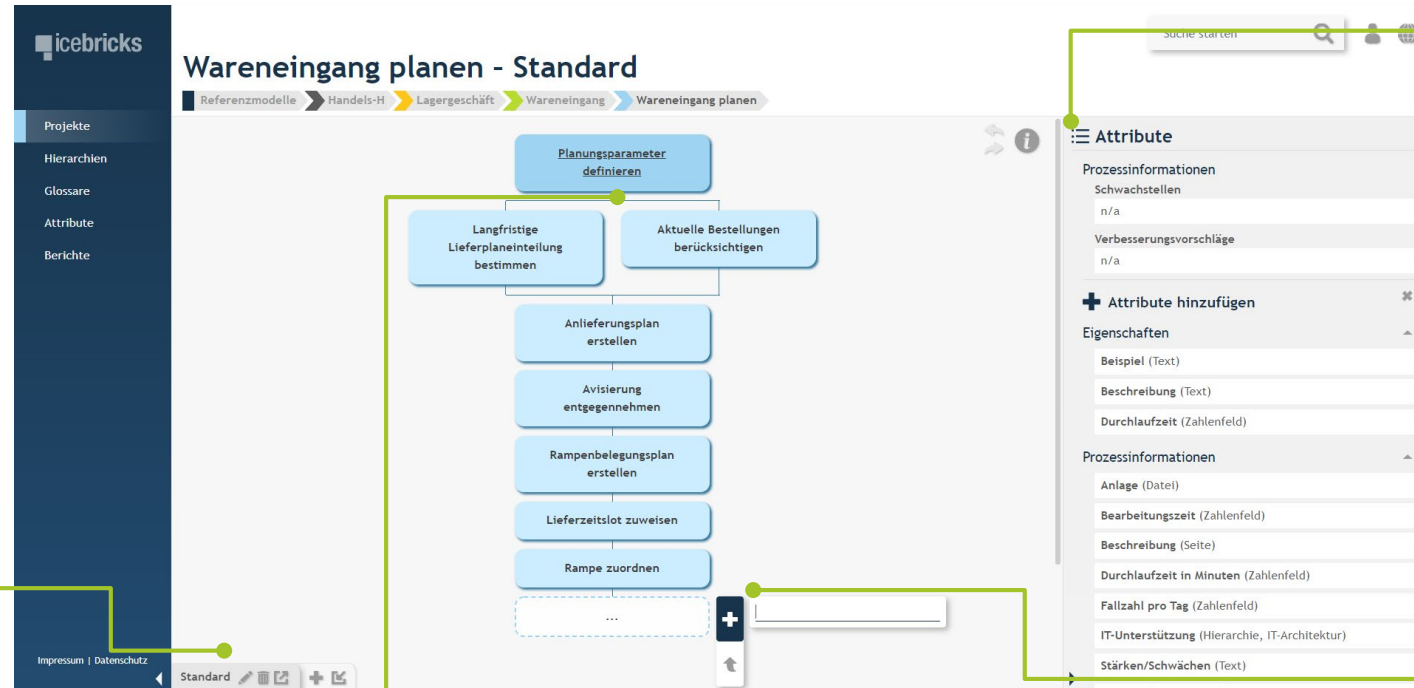 icebricks
Suche starten
Wareneingang planen - Standard
Referenzmodelle Handels-H Lagergeschäft Wareneingang Wareneingang planen
Projekte
Hierarchien
Glossare
Attribute
Berichte
Impressum | Datenschutz
Planungsparameter
definieren
Langfristige
Lieferplaneinteilung
bestimmen
Aktuelle Bestellungen
berücksichtigen
Anlieferungsplan
erstellen
Avisierung
entgegennehmen
Rampenbelegungsplan
erstellen
Lieferzeitslot zuweisen
Rampe zuordnen
...
Standard
Attribute
Prozessinformationen
Schwachstellen
n/a
Verbesserungsvorschläge
n/a
Attribute hinzufügen
Eigenschaften
Beispiel (Text)
Beschreibung (Text)
Durchlaufzeit (Zahlenfeld)
Prozessinformationen
Anlage (Datei)
Bearbeitungszeit (Zahlenfeld)
Beschreibung (Seite)
Durchlaufzeit in Minuten (Zahlenfeld)
Fallzahl pro Tag (Zahlenfeld)
IT-Unterstützung (Hierarchie, IT-Architektur)
Stärken/Schwächen (Text)